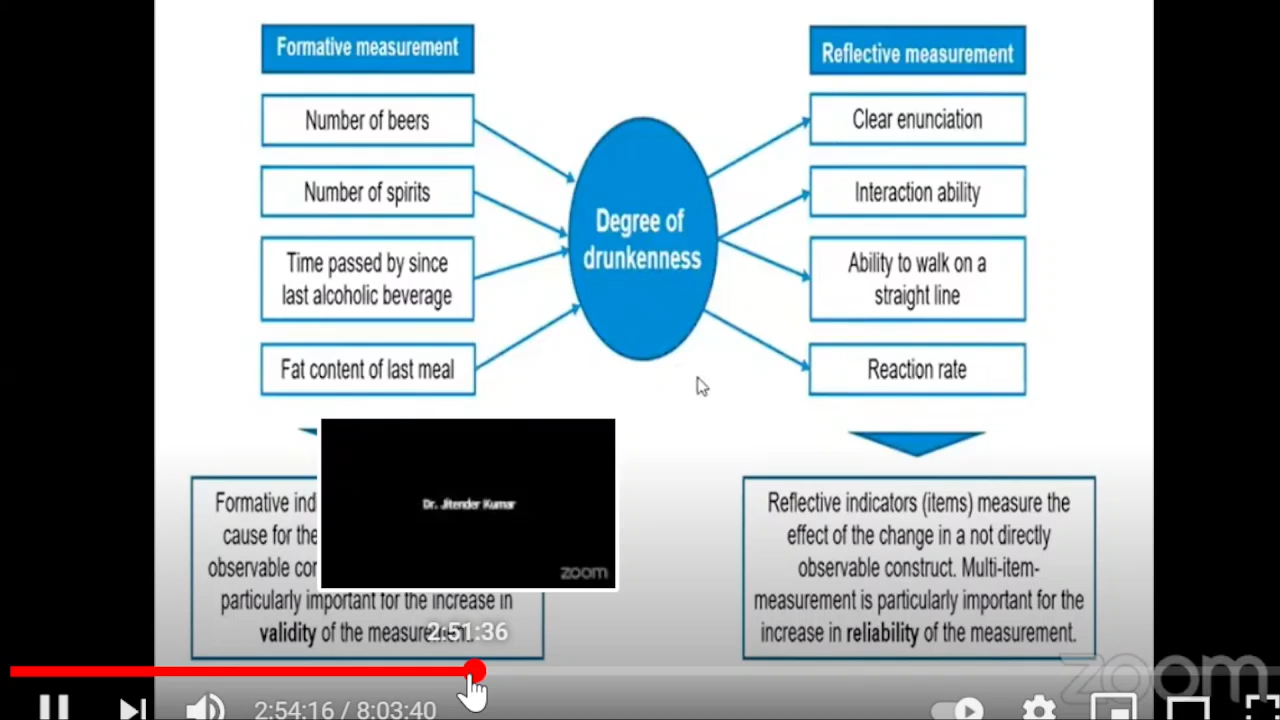 Formative measurement
Number of beers
Number of spirits
Time passed by since
last alcoholic beverage
Fat content of last meal
Degree of
drunkenness
Reflective measurement
Clear enunciation
Interaction ability
Ability to walk on a
straight line
Reaction rate
Formative
cause for the
observable
particularly important for the increase in
validity of the
Dr. Jitender Kumar
zoom
2:51:36
Reflective indicators (items) measure the
effect of the change in a not directly
observable construct. Multi-item-
measurement is particularly important for the
increase in reliability of the measurement.
zoom
2:54:16 / 8:03:40